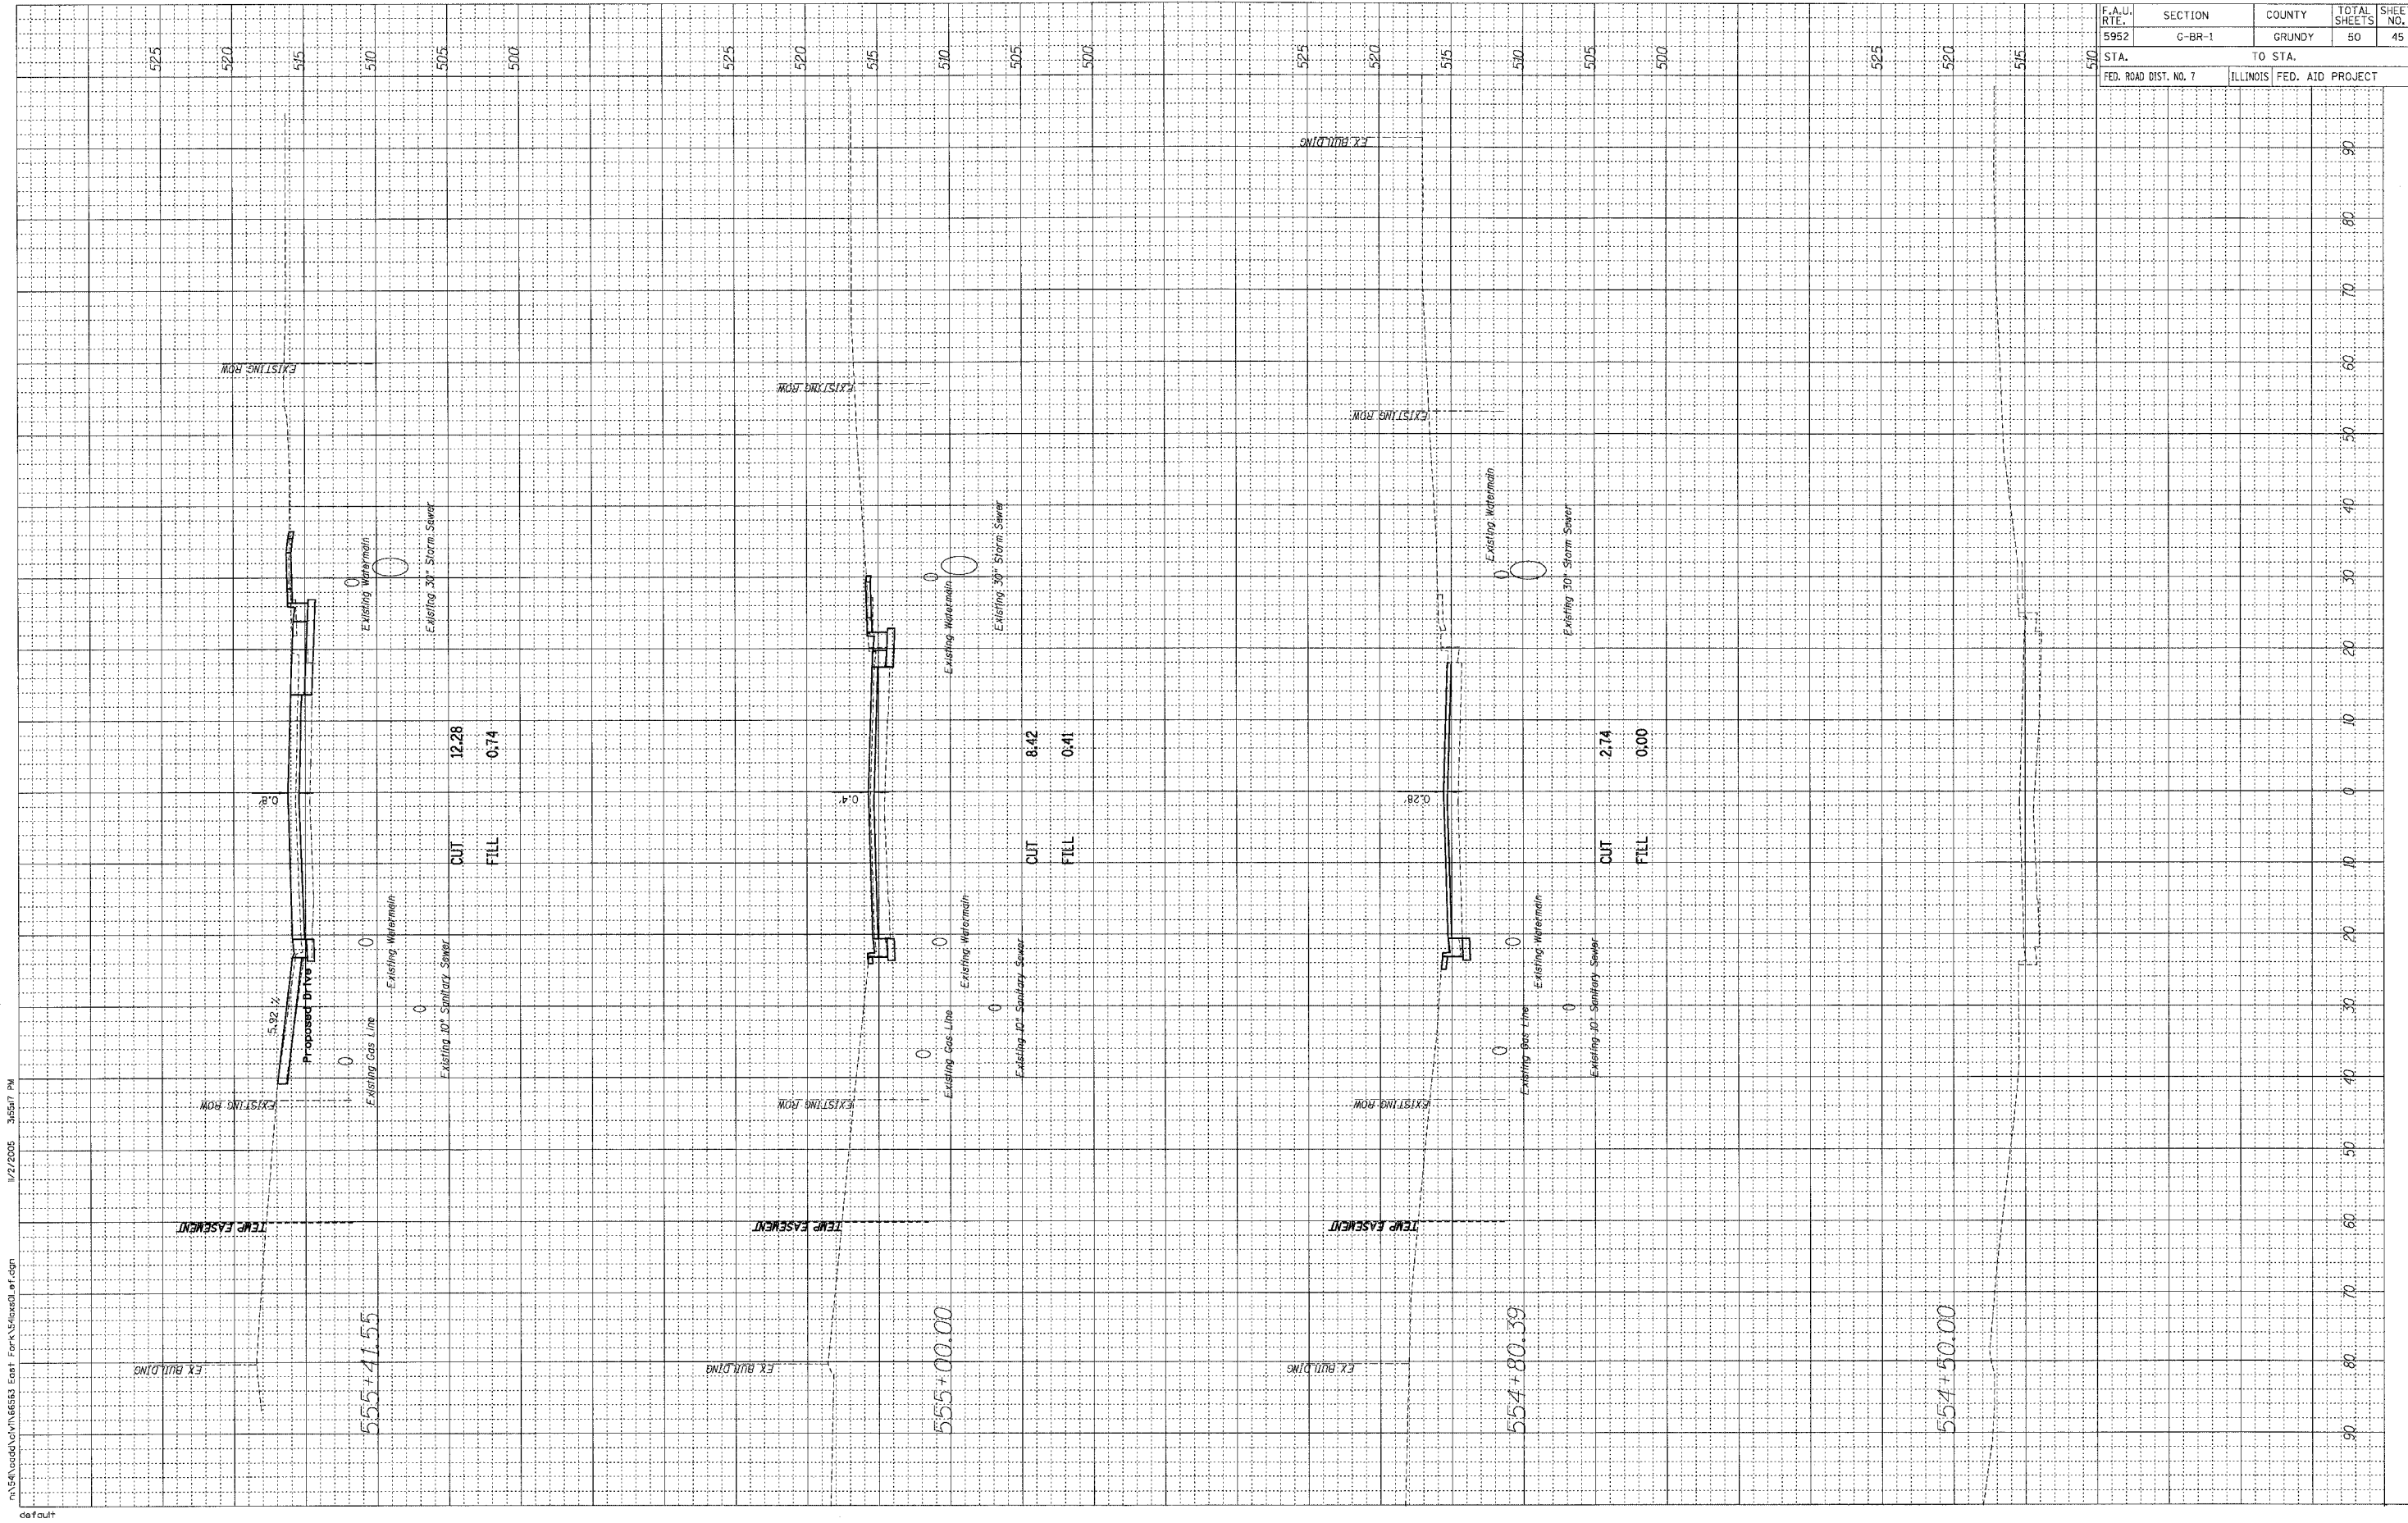 F.A.U. RTE. SECTION COUNTY TOTAL SHEETS SHEE NO.
5952 G-BR-1 GRUNDY 50 45
STA. TO STA.
FED. ROAD DIST. NO. 7 ILLINOIS FED. AID PROJECT
525 520 515 510 505 500
EXISTING ROW
Existing Watermain
Existing 30" Storm Sewer
0.8'
CUT 12.28
FILL 0.74
5.92 %
Proposed Drive
Existing Watermain
Existing Gas Line
Existing 10" Sanitary Sewer
EXISTING ROW
TEMP EASEMENT
EX BUILDING
555+41.55
525 520 515 510 505 500
EXISTING ROW
Existing Watermain
Existing 30" Storm Sewer
0.4'
CUT 8.42
FILL 0.41
Existing Watermain
Existing Gas Line
Existing 10" Sanitary Sewer
EXISTING ROW
TEMP EASEMENT
EX BUILDING
555+00.00
525 520 515 510 505 500
EX BUILDING
EXISTING ROW
Existing Watermain
Existing 30" Storm Sewer
0.28'
CUT 2.74
FILL 0.00
Existing Watermain
Existing Gas Line
Existing 10" Sanitary Sewer
EXISTING ROW
TEMP EASEMENT
EX BUILDING
554+80.39
525 520 515 510
554+50.00
90 80 70 60 50 40 30 20 10 0 10 20 30 40 50 60 70 80 90
11/2/2005 3:55:17 PM
default